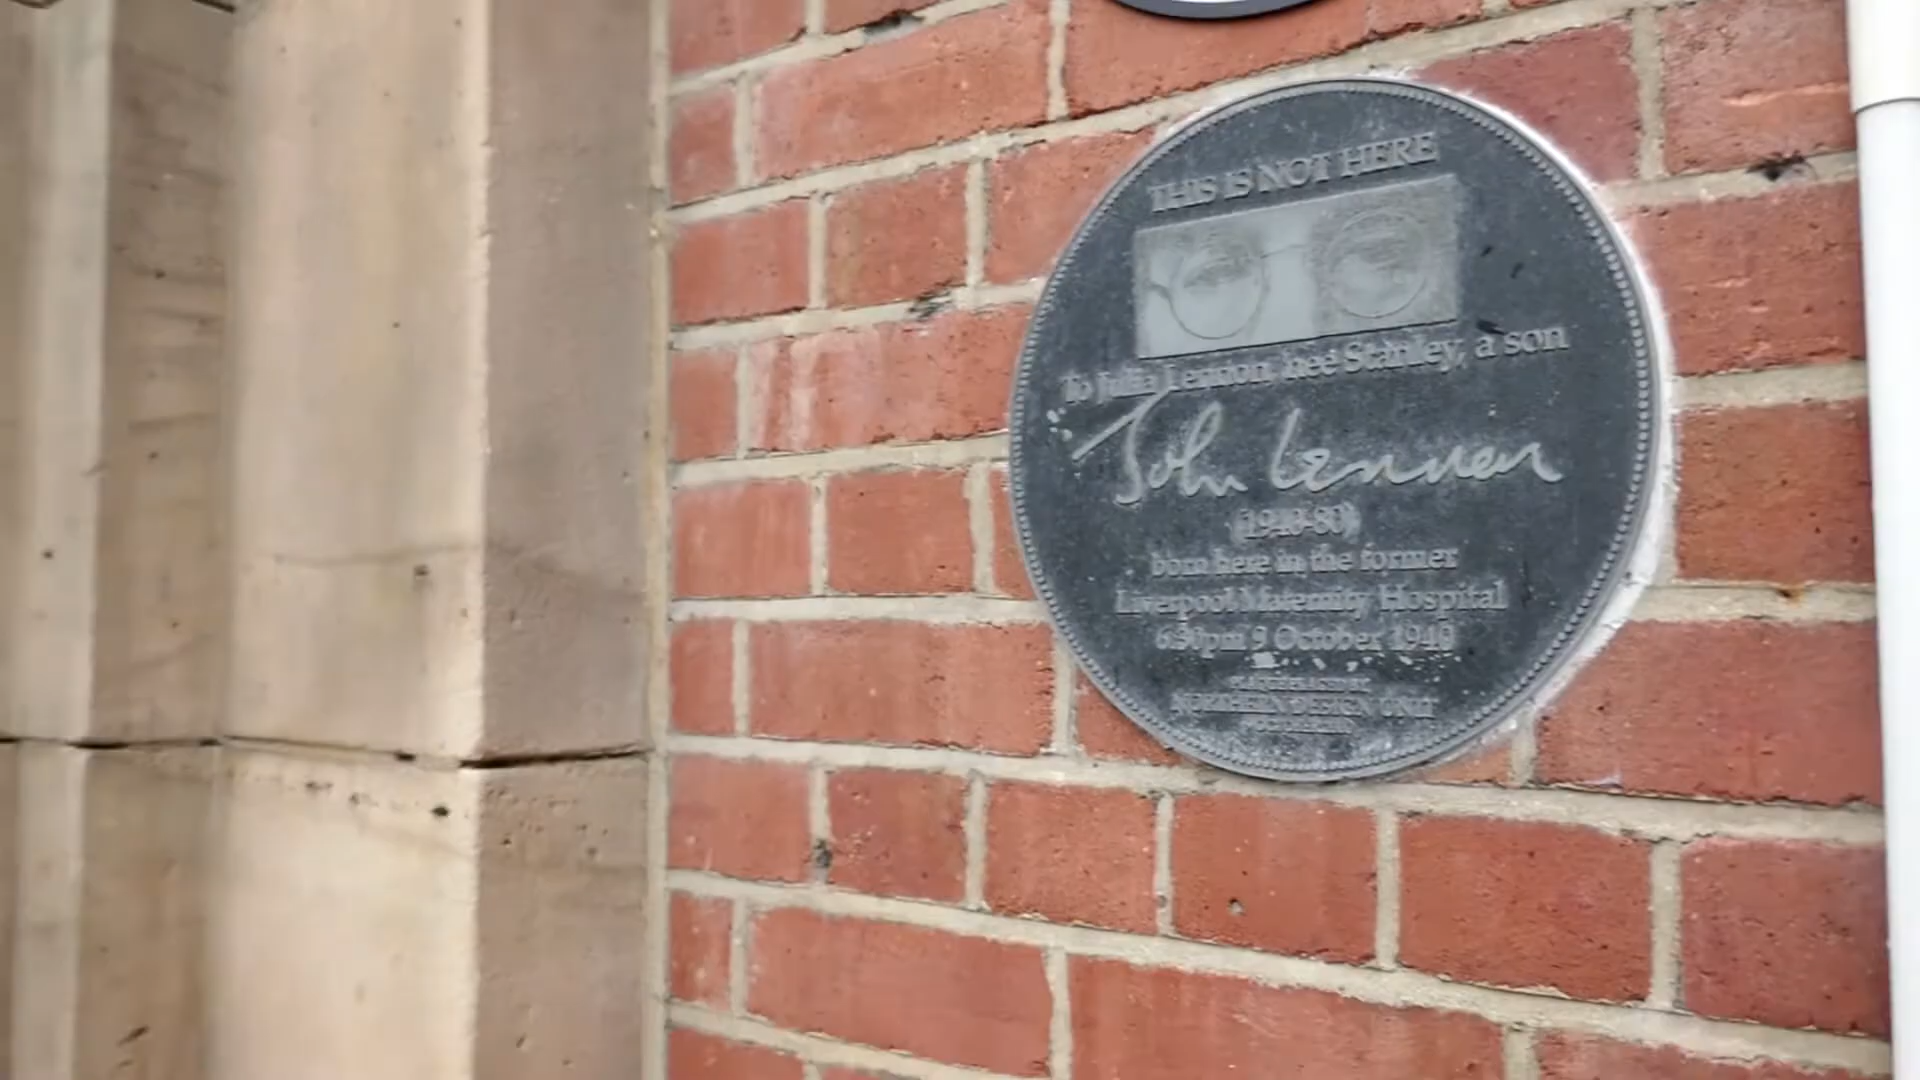 THIS IS NOT HERE
To Julia Lennon, nee Stanley, a son
John Lennon
(1940-80)
born here in the former
Liverpool Maternity Hospital
6.30pm 9 October 1940
NORTHERN DESIGN UNIT